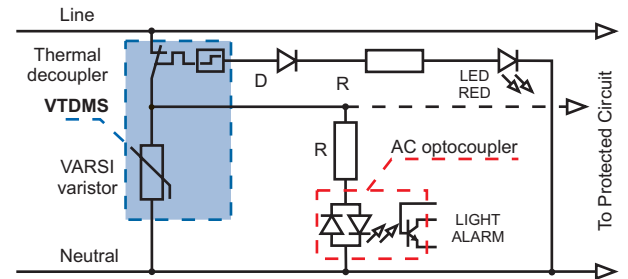 Line
Thermal
decoupler
D
R
LED
RED
VTDMS
R
AC optocoupler
VARSI
varistor
LIGHT
ALARM
Neutral
To Protected Circuit